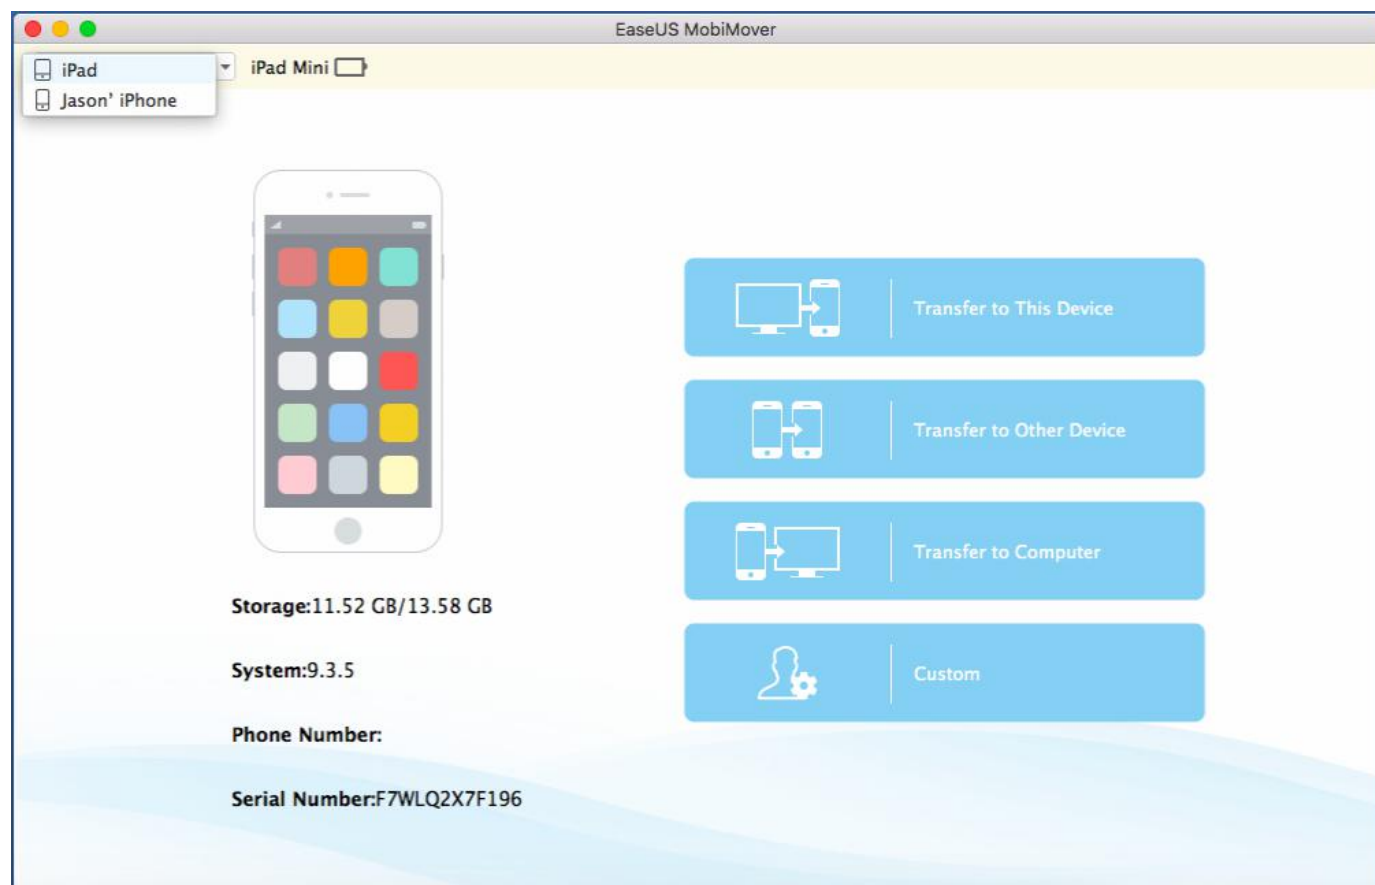 EaseUS MobiMover
iPad
iPad Mini
Jason' iPhone
Transfer to This Device
Transfer to Other Device
Transfer to Computer
Custom
Storage:11.52 GB/13.58 GB
System:9.3.5
Phone Number:
Serial Number:F7WLQ2X7F196